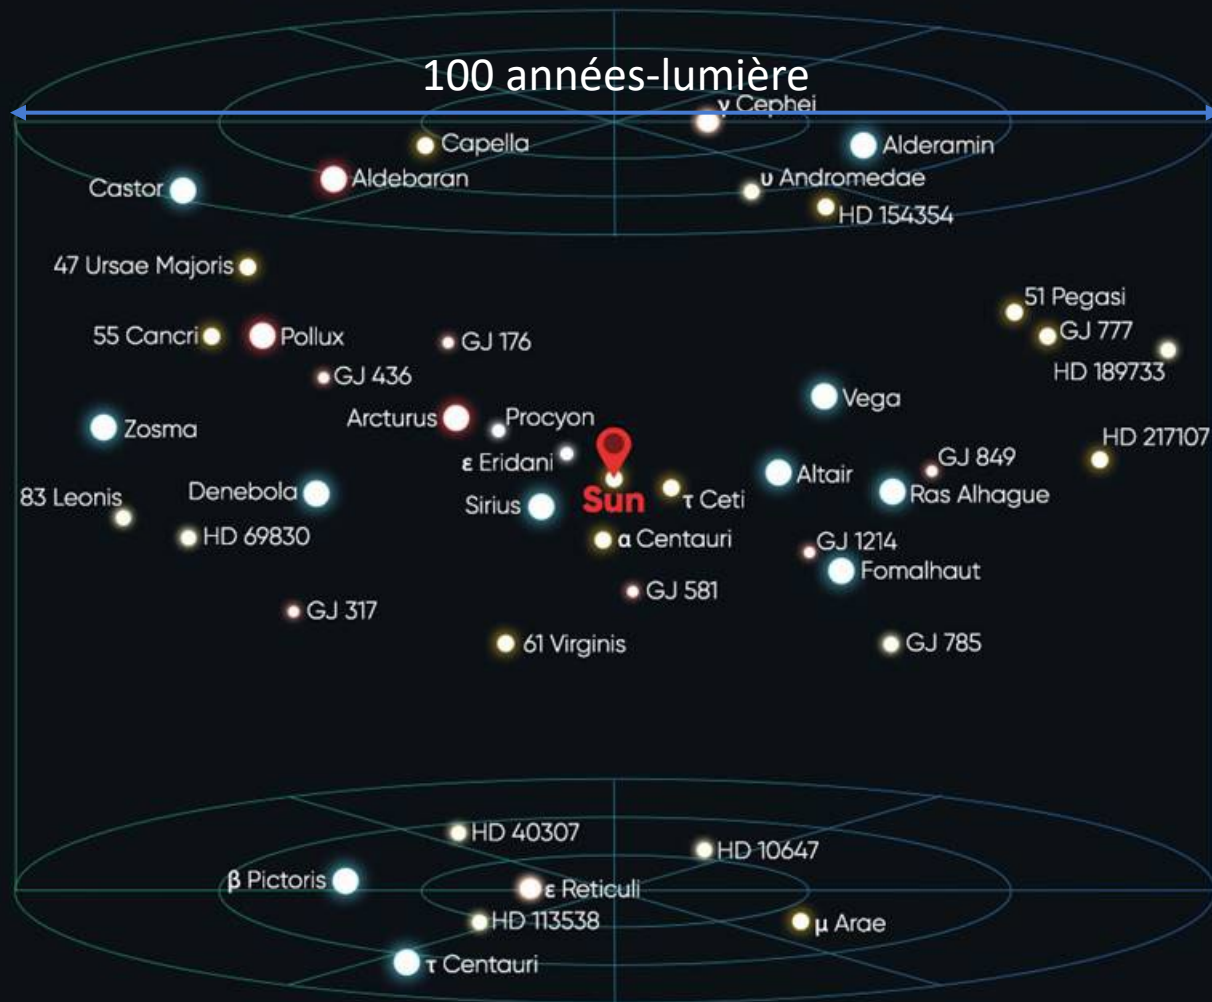 100 années-lumière
γ Cephei
Capella
Alderamin
Castor
Aldebaran
υ Andromedae
HD 154354
47 Ursae Majoris
51 Pegasi
55 Cancri
Pollux
GJ 176
GJ 777
HD 189733
GJ 436
Vega
Arcturus
Procyon
Zosma
HD 217107
ε Eridani
GJ 849
Altair
83 Leonis
Denebola
Sirius
Sun
τ Ceti
Ras Alhague
HD 69830
α Centauri
GJ 1214
Fomalhaut
GJ 581
GJ 317
61 Virginis
GJ 785
HD 40307
HD 10647
β Pictoris
ε Reticuli
HD 113538
μ Arae
τ Centauri